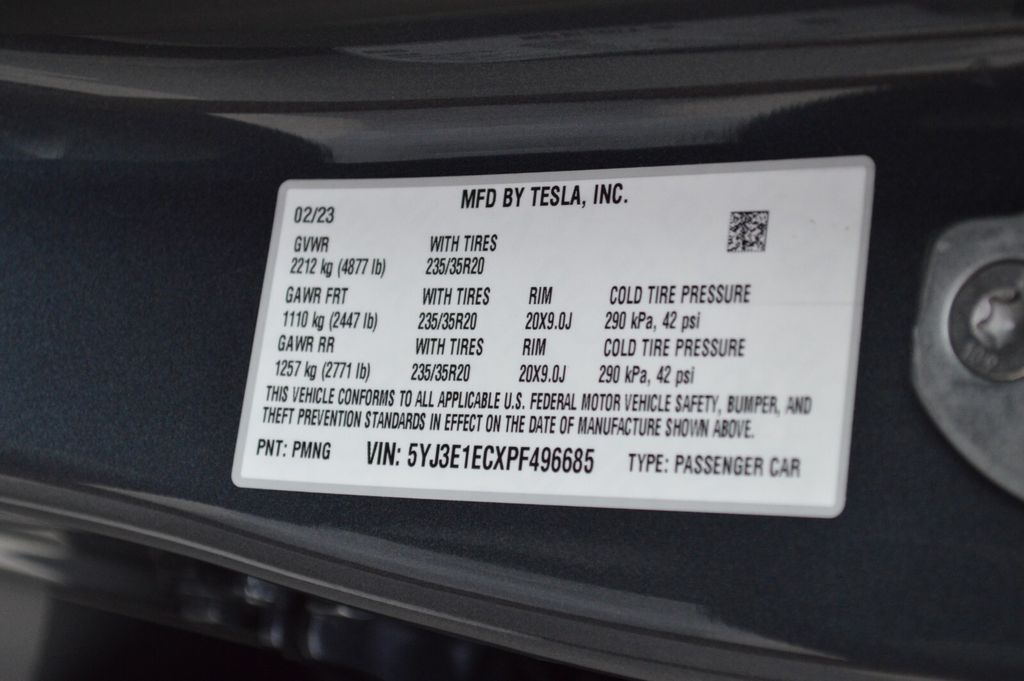 MFD BY TESLA, INC.
02/23
GVWR WITH TIRES
2212 kg (4877 lb) 235/35R20
GAWR FRT WITH TIRES RIM COLD TIRE PRESSURE
1110 kg (2447 lb) 235/35R20 20X9.0J 290 kPa, 42 psi
GAWR RR WITH TIRES RIM COLD TIRE PRESSURE
1257 kg (2771 lb) 235/35R20 20X9.0J 290 kPa, 42 psi
THIS VEHICLE CONFORMS TO ALL APPLICABLE U.S. FEDERAL MOTOR VEHICLE SAFETY, BUMPER, AND
THEFT PREVENTION STANDARDS IN EFFECT ON THE DATE OF MANUFACTURE SHOWN ABOVE.
PNT: PMNG VIN: 5YJ3E1ECXPF496685 TYPE: PASSENGER CAR